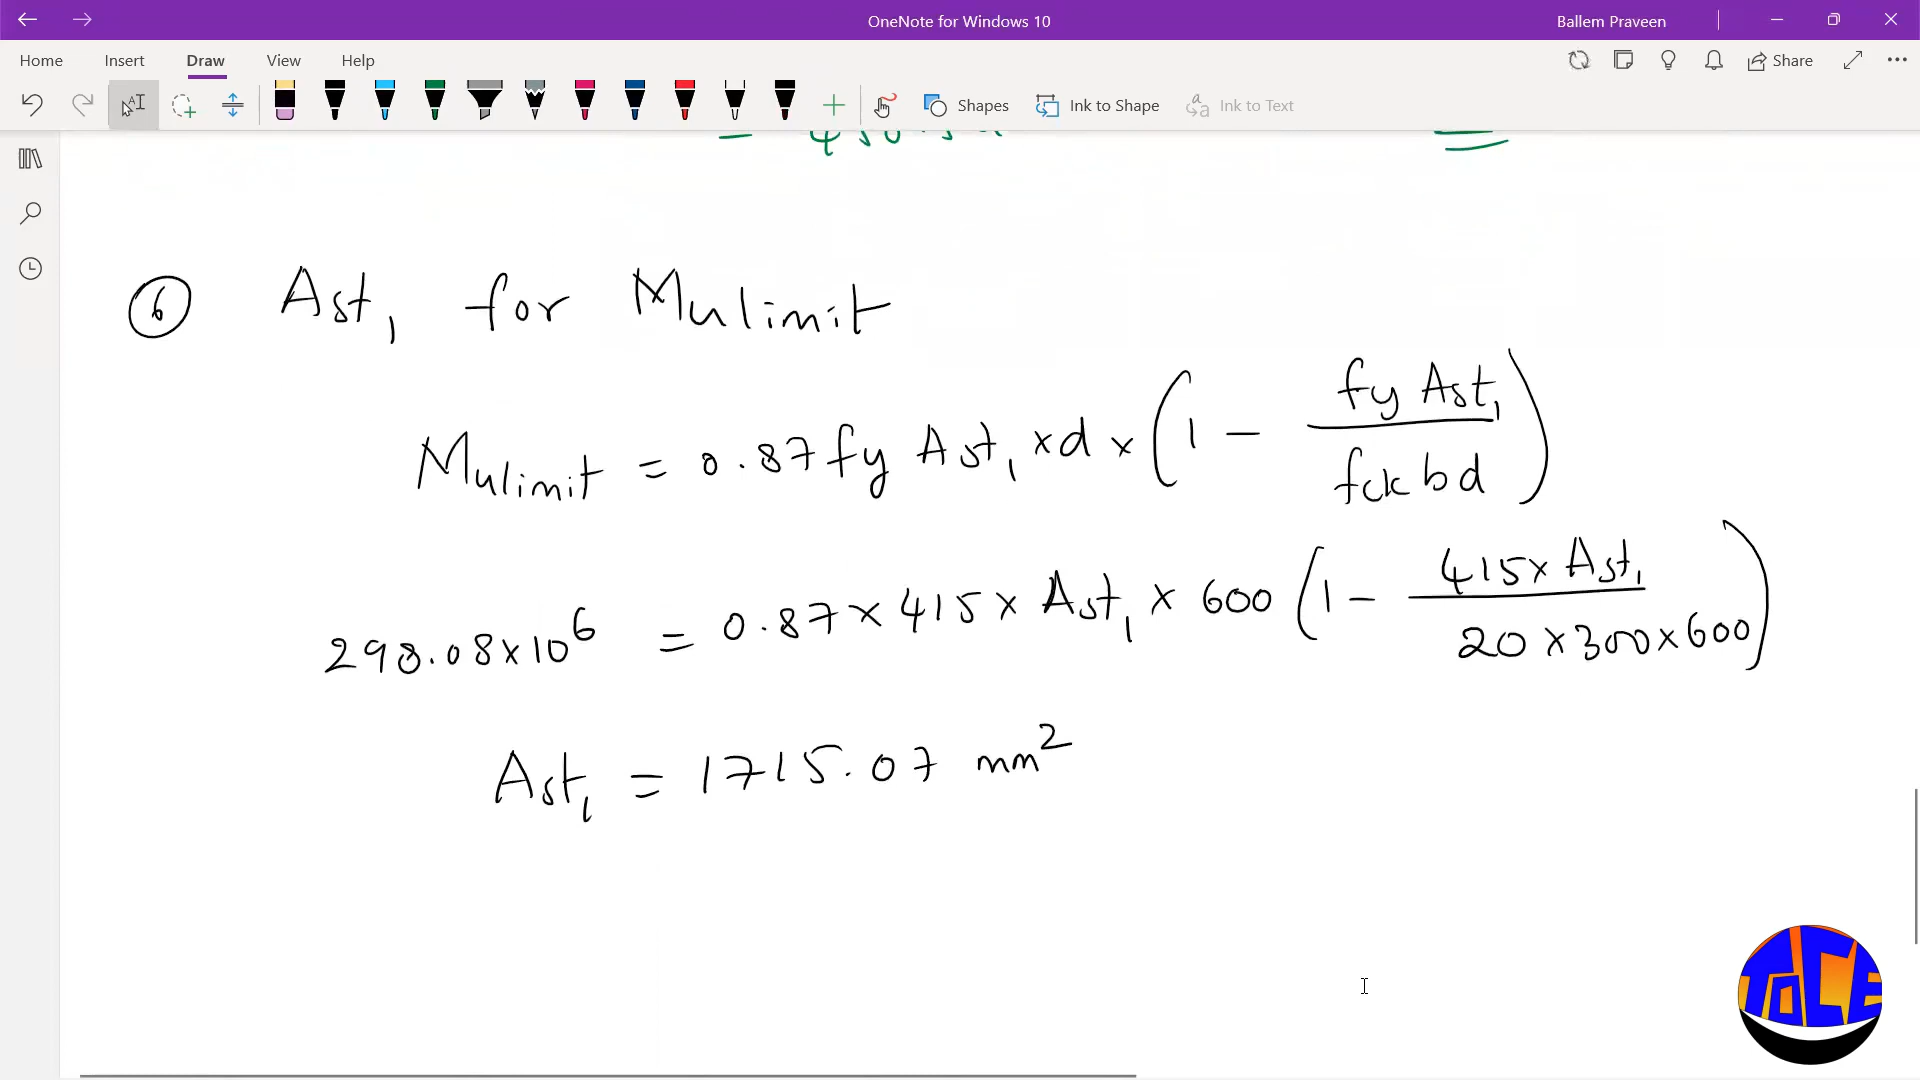 OneNote for Windows 10
Ballem Praveen
Home Insert Draw View Help
Share
Shapes Ink to Shape Ink to Text
6 Ast1 for Mulimit
Mulimit = 0.87 fy Ast1 × d × (1 - fy Ast1 / fck b d)
298.08×10^6 = 0.87 × 415 × Ast1 × 600 (1 - 415 × Ast1 / 20 × 300 × 600)
Ast1 = 1715.07 mm²